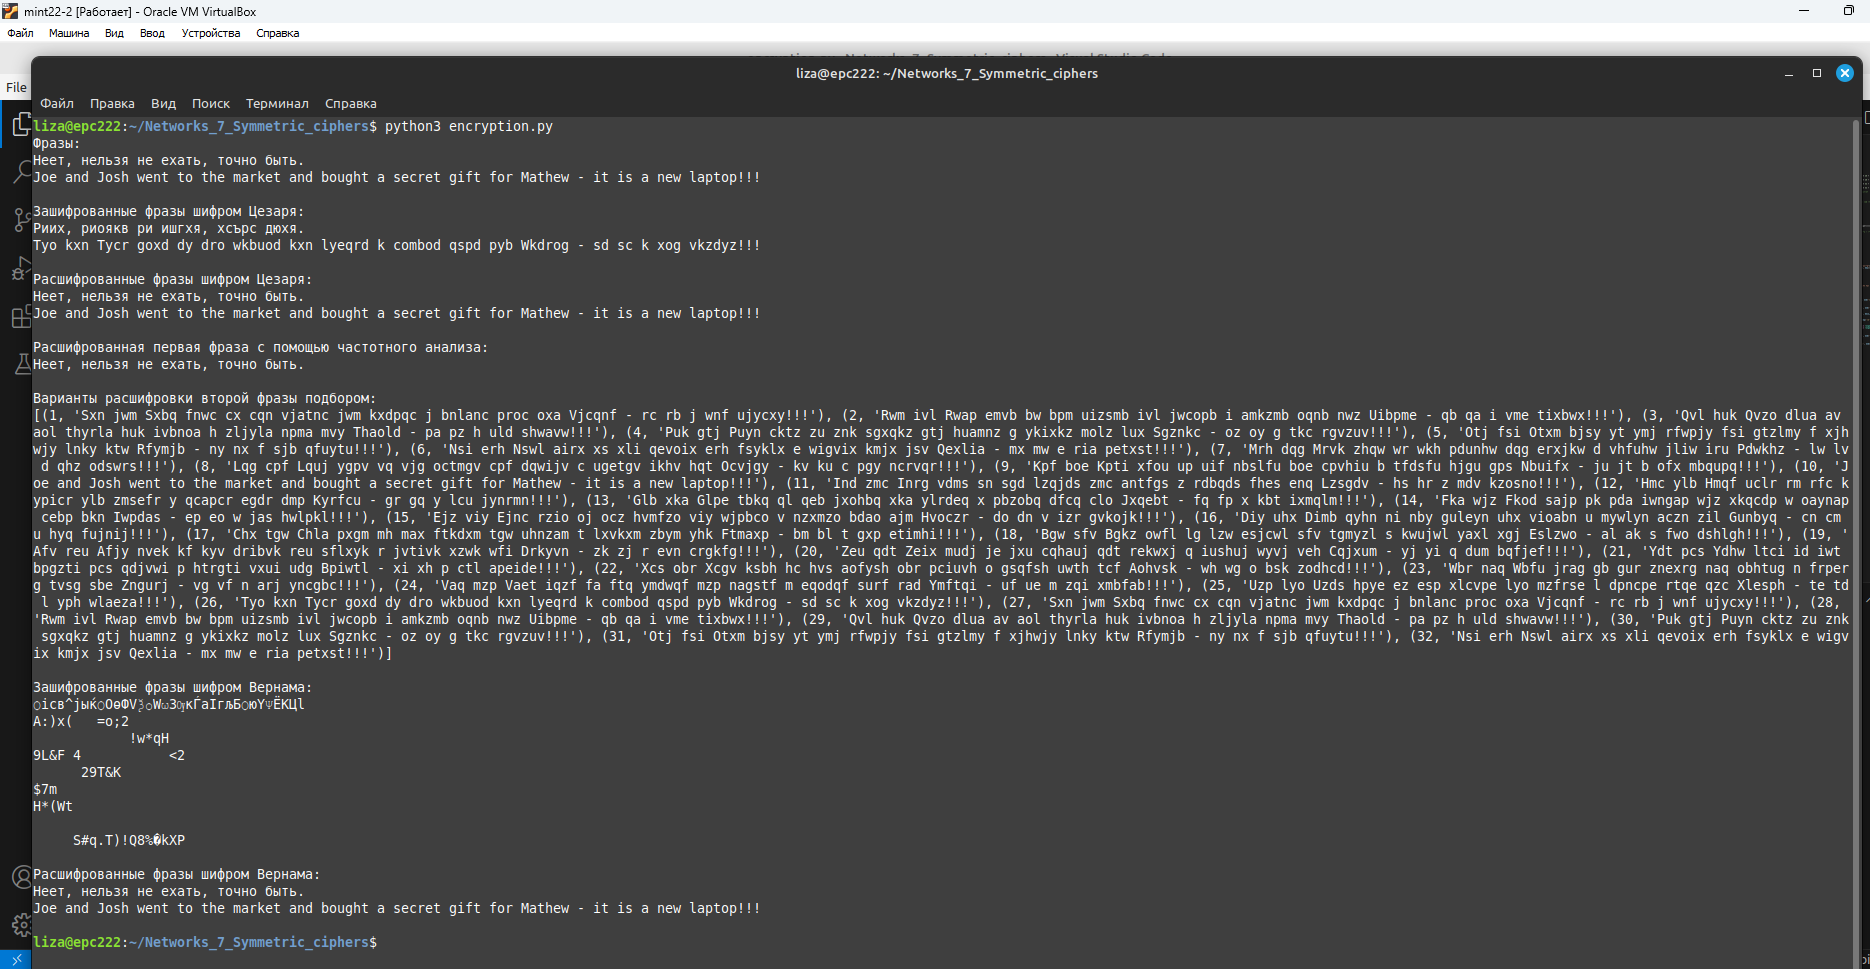 mint22-2 [Работает] - Oracle VM VirtualBox
Файл Машина Вид Ввод Устройства Справка
liza@epc222: ~/Networks_7_Symmetric_ciphers
File
Файл Правка Вид Поиск Терминал Справка
liza@epc222:~/Networks_7_Symmetric_ciphers$ python3 encryption.py
Фразы:
Неет, нельзя не ехать, точно быть.
Joe and Josh went to the market and bought a secret gift for Mathew - it is a new laptop!!!
Зашифрованные фразы шифром Цезаря:
Риих, риоякв ри ишгхя, хсърс дюхя.
Tyo kxn Tycr goxd dy dro wkbuod kxn lyeqrd k combod qspd pyb Wkdrog - sd sc k xog vkzdyz!!!
Расшифрованные фразы шифром Цезаря:
Неет, нельзя не ехать, точно быть.
Joe and Josh went to the market and bought a secret gift for Mathew - it is a new laptop!!!
Расшифрованная первая фраза с помощью частотного анализа:
Неет, нельзя не ехать, точно быть.
Варианты расшифровки второй фразы подбором:
[(1, 'Sxn jwm Sxbq fnwc cx cqn vjatnc jwm kxdpqc j bnlanc proc oxa Vjcqnf - rc rb j wnf ujycxy!!!'), (2, 'Rwm ivl Rwap emvb bw bpm uizsmb ivl jwcopb i amkzmb oqnb nwz Uibpme - qb qa i vme tixbwx!!!'), (3, 'Qvl huk Qvzo dlua av
aol thyrla huk ivbnoa h zljyla npma mvy Thaold - pa pz h uld shwavw!!!'), (4, 'Puk gtj Puyn cktz zu znk sgxqkz gtj huamnz g ykixkz molz lux Sgznkc - oz oy g tkc rgvzuv!!!'), (5, 'Otj fsi Otxm bjsy yt ymj rfwpjy fsi gtzlmy f xjh
wjy lnky ktw Rfymjb - ny nx f sjb qfuytu!!!'), (6, 'Nsi erh Nswl airx xs xli qevoix erh fsyklx e wigvix kmjx jsv Qexlia - mx mw e ria petxst!!!'), (7, 'Mrh dqg Mrvk zhqw wr wkh pdunhw dqg erxjkw d vhfuhw jliw iru Pdwkhz - lw lv
d qhz odswrs!!!'), (8, 'Lqg cpf Lquj ygpv vq vjg octmgv cpf dqwijv c ugetgv ikhv hqt Ocvjgy - kv ku c pgy ncrvqr!!!'), (9, 'Kpf boe Kpti xfou up uif nbslfu boe cpvhiu b tfdsfu hjgu gps Nbuifx - ju jt b ofx mbqupq!!!'), (10, 'J
oe and Josh went to the market and bought a secret gift for Mathew - it is a new laptop!!!'), (11, 'Ind zmc Inrg vdms sn sgd lzqjds zmc antfgs z rdbqds fhes enq Lzsgdv - hs hr z mdv kzosno!!!'), (12, 'Hmc ylb Hmqf uclr rm rfc k
ypicr ylb zmsefr y qcapcr egdr dmp Kyrfcu - gr gq y lcu jynrmn!!!'), (13, 'Glb xka Glpe tbkq ql qeb jxohbq xka ylrdeq x pbzobq dfcq clo Jxqebt - fq fp x kbt ixmqlm!!!'), (14, 'Fka wjz Fkod sajp pk pda iwngap wjz xkqcdp w oaynap
cebp bkn Iwpdas - ep eo w jas hwlpkl!!!'), (15, 'Ejz viy Ejnc rzio oj ocz hvmfzo viy wjpbco v nzxmzo bdao ajm Hvoczr - do dn v izr gvkojk!!!'), (16, 'Diy uhx Dimb qyhn ni nby guleyn uhx vioabn u mywlyn aczn zil Gunbyq - cn cm
u hyq fujnij!!!'), (17, 'Chx tgw Chla pxgm mh max ftkdxm tgw uhnzam t lxvkxm zbym yhk Ftmaxp - bm bl t gxp etimhi!!!'), (18, 'Bgw sfv Bgkz owfl lg lzw esjcwl sfv tgmyzl s kwujwl yaxl xgj Eslzwo - al ak s fwo dshlgh!!!'), (19, '
Afv reu Afjy nvek kf kyv dribvk reu sflxyk r jvtivk xzwk wfi Drkyvn - zk zj r evn crgkfg!!!'), (20, 'Zeu qdt Zeix mudj je jxu cqhauj qdt rekwxj q iushuj wyvj veh Cqjxum - yj yi q dum bqfjef!!!'), (21, 'Ydt pcs Ydhw ltci id iwt
bpgzti pcs qdjvwi p htrgti vxui udg Bpiwtl - xi xh p ctl apeide!!!'), (22, 'Xcs obr Xcgv ksbh hc hvs aofysh obr pciuvh o gsqfsh uwth tcf Aohvsk - wh wg o bsk zodhcd!!!'), (23, 'Wbr naq Wbfu jrag gb gur znexrg naq obhtug n frper
g tvsg sbe Zngurj - vg vf n arj yncgbc!!!'), (24, 'Vaq mzp Vaet iqzf fa ftq ymdwqf mzp nagstf m eqodqf surf rad Ymftqi - uf ue m zqi xmbfab!!!'), (25, 'Uzp lyo Uzds hpye ez esp xlcvpe lyo mzfrse l dpncpe rtqe qzc Xlesph - te td
l yph wlaeza!!!'), (26, 'Tyo kxn Tycr goxd dy dro wkbuod kxn lyeqrd k combod qspd pyb Wkdrog - sd sc k xog vkzdyz!!!'), (27, 'Sxn jwm Sxbq fnwc cx cqn vjatnc jwm kxdpqc j bnlanc proc oxa Vjcqnf - rc rb j wnf ujycxy!!!'), (28,
'Rwm ivl Rwap emvb bw bpm uizsmb ivl jwcopb i amkzmb oqnb nwz Uibpme - qb qa i vme tixbwx!!!'), (29, 'Qvl huk Qvzo dlua av aol thyrla huk ivbnoa h zljyla npma mvy Thaold - pa pz h uld shwavw!!!'), (30, 'Puk gtj Puyn cktz zu znk
sgxqkz gtj huamnz g ykixkz molz lux Sgznkc - oz oy g tkc rgvzuv!!!'), (31, 'Otj fsi Otxm bjsy yt ymj rfwpjy fsi gtzlmy f xjhwjy lnky ktw Rfymjb - ny nx f sjb qfuytu!!!'), (32, 'Nsi erh Nswl airx xs xli qevoix erh fsyklx e wigv
ix kmjx jsv Qexlia - mx mw e ria petxst!!!')]
Зашифрованные фразы шифром Вернама:
A:)x( =o;2
!w*qH
9L&F 4 <2
29T&K
$7m
H*(Wt
S#q.T)!Q8%�kXP
Расшифрованные фразы шифром Вернама:
Неет, нельзя не ехать, точно быть.
Joe and Josh went to the market and bought a secret gift for Mathew - it is a new laptop!!!
liza@epc222:~/Networks_7_Symmetric_ciphers$